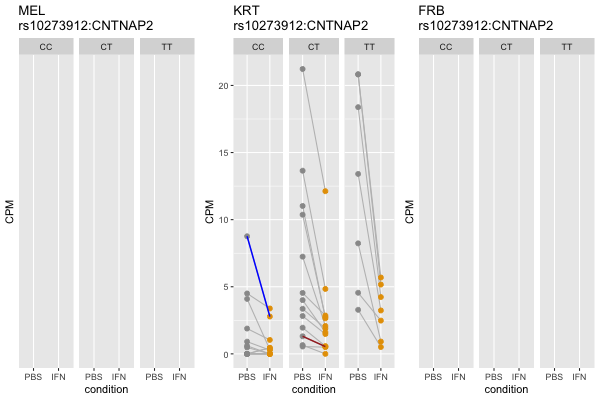 MEL
rs10273912:CNTNAP2
CC CT TT
CPM
PBS IFN PBS IFN PBS IFN
condition
KRT
rs10273912:CNTNAP2
CC CT TT
20
15
10
5
0
CPM
PBS IFN PBS IFN PBS IFN
condition
FRB
rs10273912:CNTNAP2
CC CT TT
CPM
PBS IFN PBS IFN PBS IFN
condition